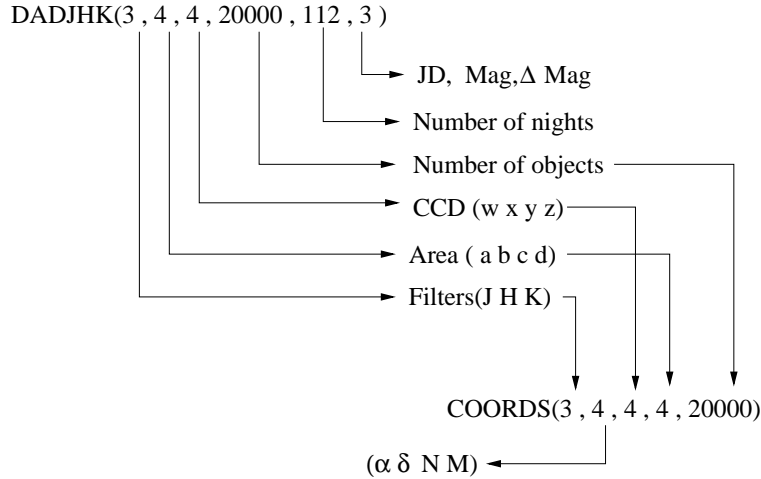 DADJHK(3 , 4 , 4 , 20000 , 112 , 3 )
JD, Mag,Δ Mag
Number of nights
Number of objects
CCD (w x y z)
Area ( a b c d)
Filters(J H K)
COORDS(3 , 4 , 4 , 4 , 20000)
(α δ N M)